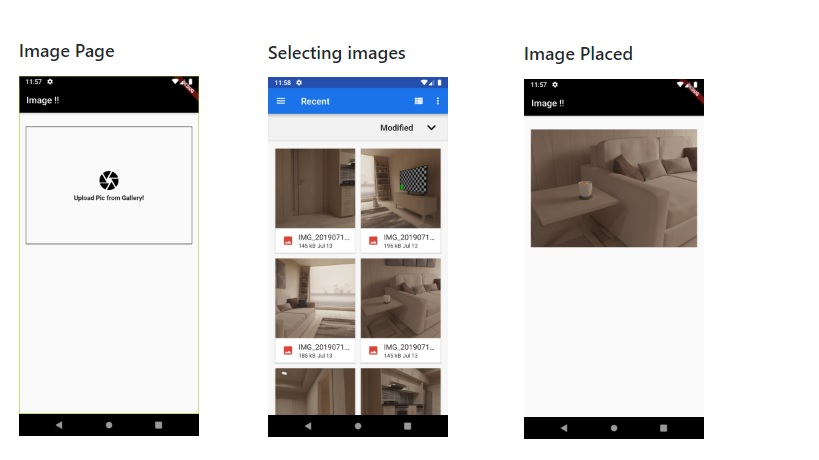 Image Page
11:57
Image !!
Upload Pic from Gallery!
Selecting images
11:58
Recent
Modified
IMG_2019071...
145 kB Jul 13
IMG_2019071...
195 kB Jul 13
IMG_2019071...
185 kB Jul 13
IMG_2019071...
145 kB Jul 13
Image Placed
11:57
Image !!